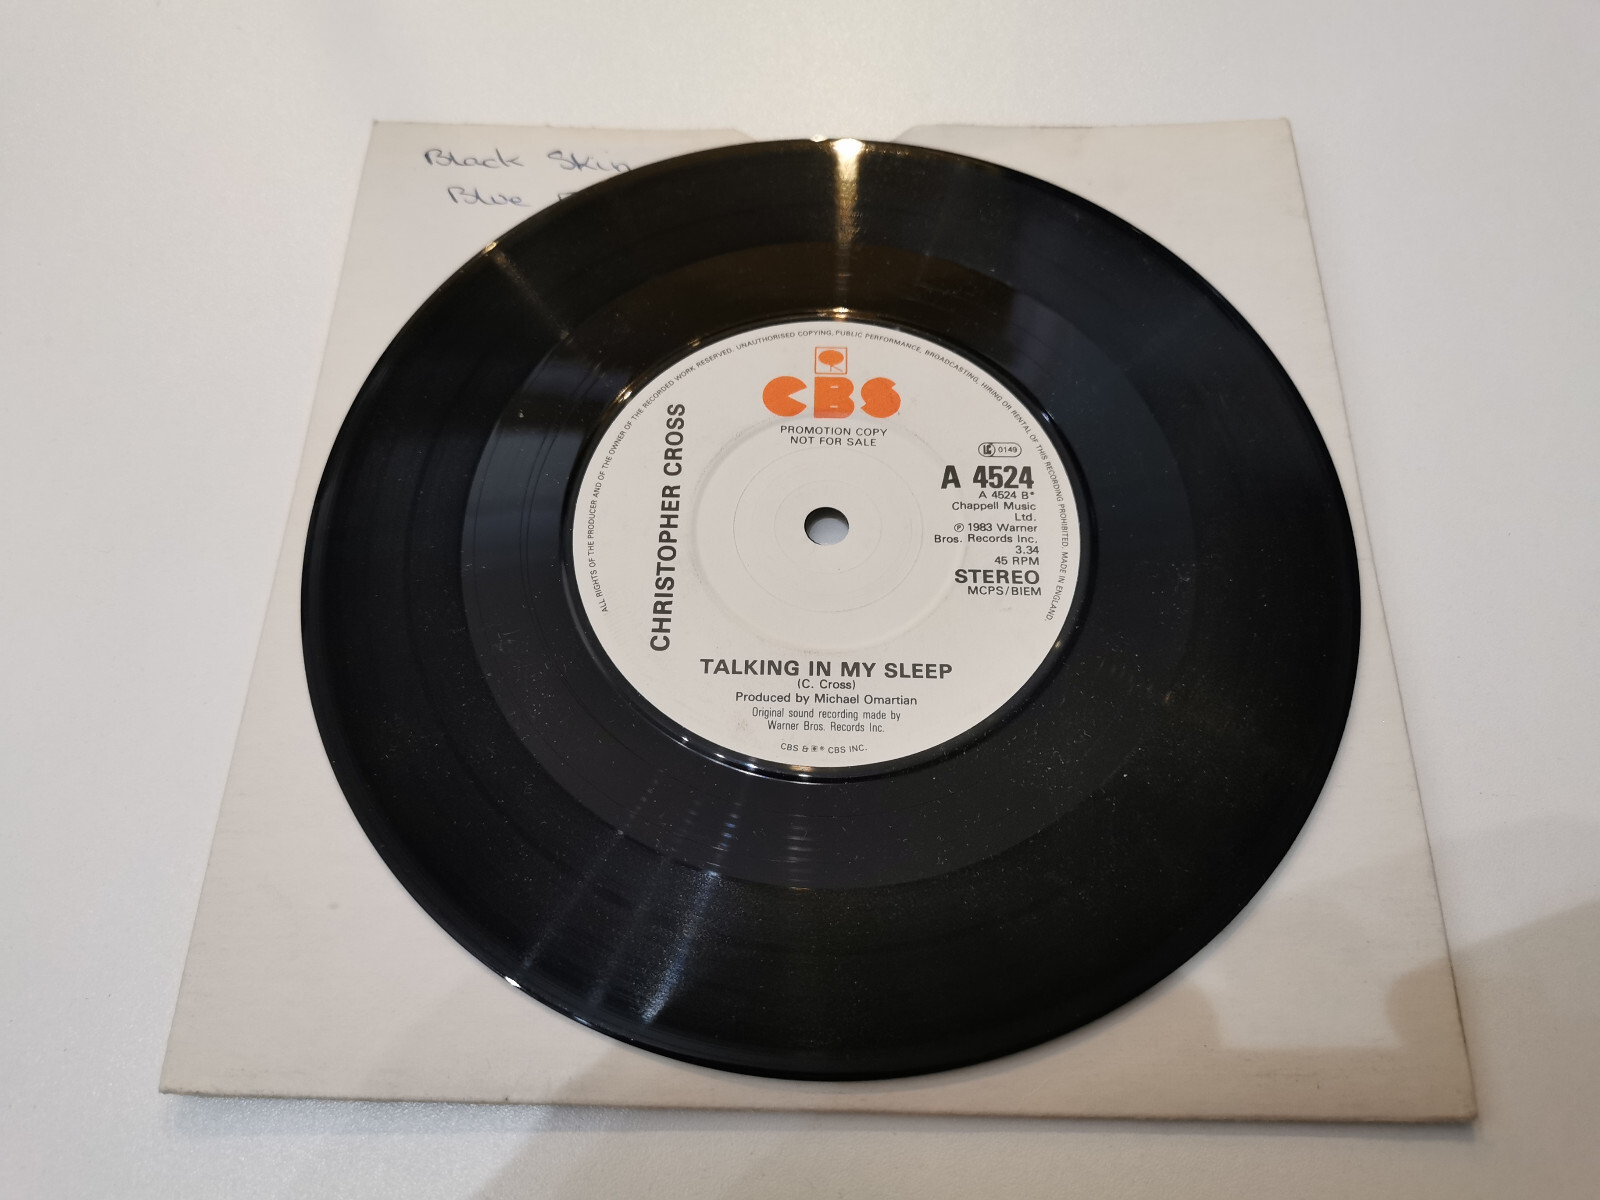 Black Skin
Blue
ALL RIGHTS OF THE PRODUCER AND OF THE OWNER OF THE RECORDED WORK RESERVED. UNAUTHORISED COPYING, PUBLIC PERFORMANCE, BROADCASTING, HIRING OR RENTAL OF THIS RECORDING PROHIBITED. MADE IN ENGLAND.
CBS
PROMOTION COPY
NOT FOR SALE
LC 0149
A 4524
A 4524 B*
Chappell Music
Ltd.
℗ 1983 Warner
Bros. Records Inc.
3.34
45 RPM
STEREO
MCPS/BIEM
CHRISTOPHER CROSS
TALKING IN MY SLEEP
(C. Cross)
Produced by Michael Omartian
Original sound recording made by
Warner Bros. Records Inc.
CBS & ® CBS INC.